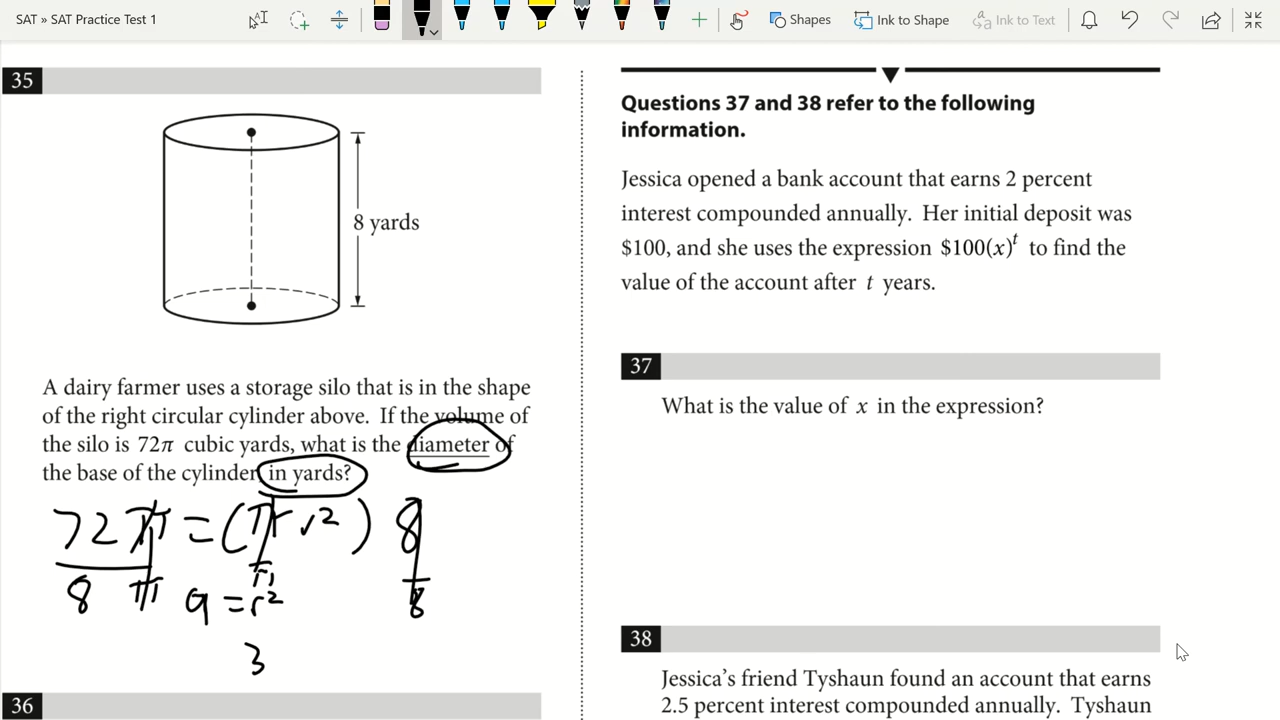 SAT » SAT Practice Test 1
Shapes
Ink to Shape
Ink to Text
35
8 yards
A dairy farmer uses a storage silo that is in the shape
of the right circular cylinder above. If the volume of
the silo is 72π cubic yards, what is the diameter of
the base of the cylinder, in yards?
72π = (πr²) 8
8 π π 8
9 = r²
3
36
Questions 37 and 38 refer to the following
information.
Jessica opened a bank account that earns 2 percent
interest compounded annually. Her initial deposit was
$100, and she uses the expression $100(x)ᵗ to find the
value of the account after t years.
37
What is the value of x in the expression?
38
Jessica’s friend Tyshaun found an account that earns
2.5 percent interest compounded annually. Tyshaun